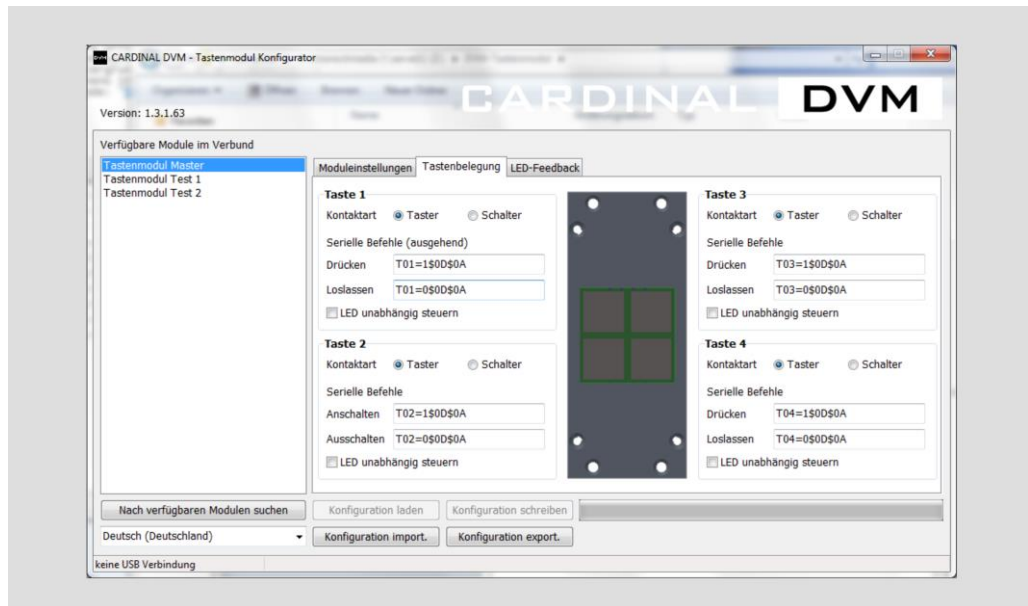 CARDINAL DVM - Tastenmodul Konfigurator
CARDINAL DVM
Version: 1.3.1.63
Verfügbare Module im Verbund
Tastenmodul Master
Tastenmodul Test 1
Tastenmodul Test 2
Moduleinstellungen Tastenbelegung LED-Feedback
Taste 1
Kontaktart Taster Schalter
Serielle Befehle (ausgehend)
Drücken T01=1$0D$0A
Loslassen T01=0$0D$0A
LED unabhängig steuern
Taste 2
Kontaktart Taster Schalter
Serielle Befehle
Anschalten T02=1$0D$0A
Ausschalten T02=0$0D$0A
LED unabhängig steuern
Taste 3
Kontaktart Taster Schalter
Serielle Befehle
Drücken T03=1$0D$0A
Loslassen T03=0$0D$0A
LED unabhängig steuern
Taste 4
Kontaktart Taster Schalter
Serielle Befehle
Drücken T04=1$0D$0A
Loslassen T04=0$0D$0A
LED unabhängig steuern
Nach verfügbaren Modulen suchen Konfiguration laden Konfiguration schreiben
Deutsch (Deutschland) Konfiguration import. Konfiguration export.
keine USB Verbindung